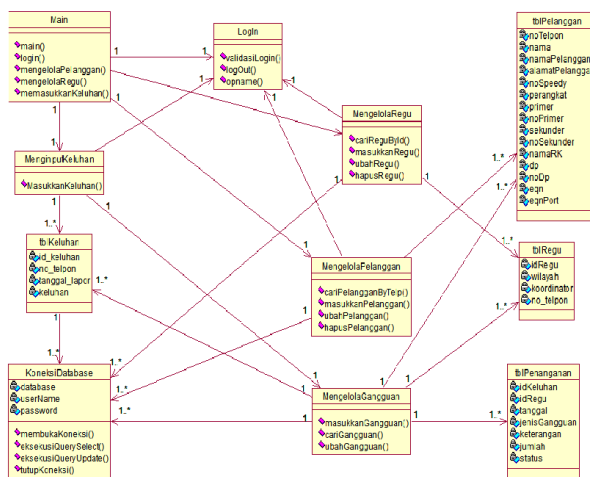 Main
main()
login()
mengelolaPelanggan()
mengelolaRegu()
memasukkanKeluhan()
LogIn
validasiLogin()
logOut()
opname()
tblPelanggan
noTelpon
nama
namaPelanggan
alamatPelangga
noSpeedy
perangkat
primer
noPrimer
sekunder
noSekunder
namaRK
dp
noDp
eqn
eqnPort
MengelolaRegu
cariReguById()
masukkanRegu()
ubahRegu()
hapusRegu()
MenginputKeluhan
MasukkanKeluhan()
tblKeluhan
id_keluhan
no_telpon
tanggal_lapor
keluhan
MengelolaPelanggan
cariPelangganByTelp()
masukkanPelanggan()
ubahPelanggan()
hapusPelanggan()
tblRegu
idRegu
wilayah
koordinator
no_telpon
KoneksiDatabase
database
userName
password
membukaKoneksi()
eksekusiQuerySelect()
eksekusiQueryUpdate()
tutupKoneksi()
MengelolaGangguan
masukkanGangguan()
cariGangguan()
ubahGangguan()
tblPenanganan
idKeluhan
idRegu
tanggal
jenisGangguan
keterangan
jumlah
status
1
1
1
1
1
1
1
1
1
1
1
1
1
1..*
1..*
1..*
1..*
1..*
1..*
1..*
1..*
1..*
1..*
1..*